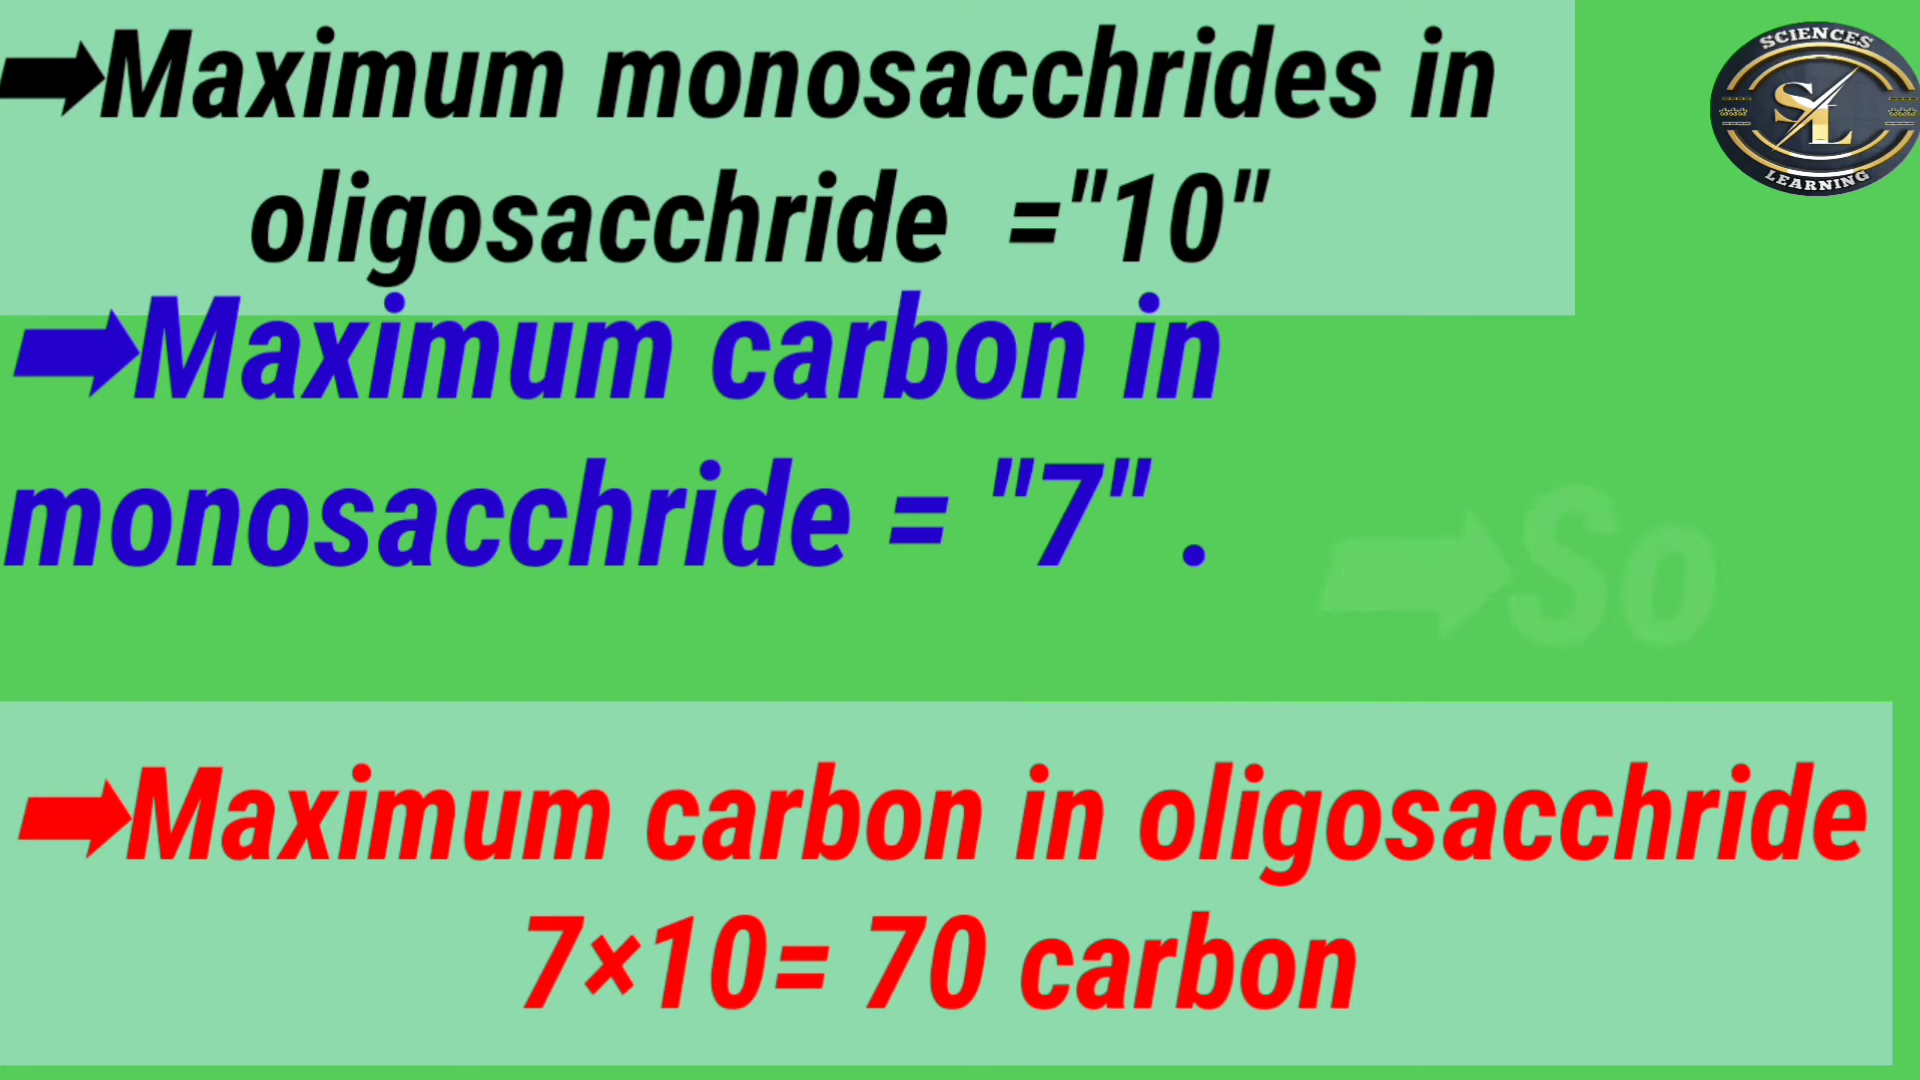 ➡Maximum monosacchrides in
oligosacchride ="10"
➡Maximum carbon in
monosacchride = "7" .
➡So
➡Maximum carbon in oligosacchride
7×10= 70 carbon
SCIENCES
SL
LEARNING